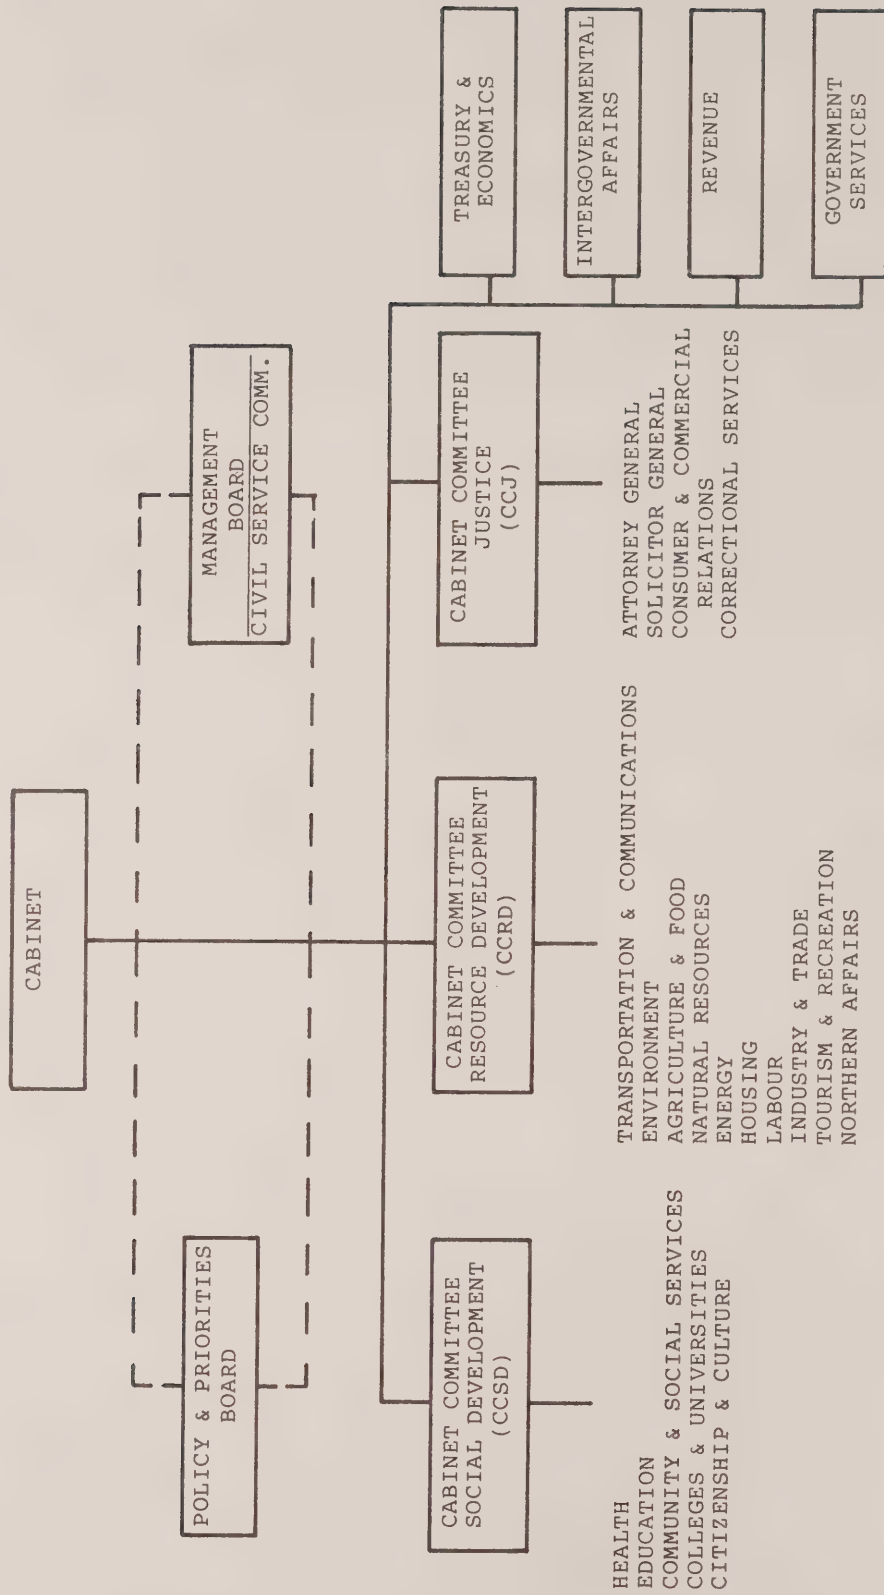 CABINET
POLICY & PRIORITIES
BOARD
MANAGEMENT
BOARD
CIVIL SERVICE COMM.
CABINET COMMITTEE
SOCIAL DEVELOPMENT
(CCSD)
CABINET COMMITTEE
RESOURCE DEVELOPMENT
(CCRD)
CABINET COMMITTEE
JUSTICE
(CCJ)
TREASURY &
ECONOMICS
INTERGOVERNMENTAL
AFFAIRS
REVENUE
GOVERNMENT
SERVICES
HEALTH
EDUCATION
COMMUNITY & SOCIAL SERVICES
COLLEGES & UNIVERSITIES
CITIZENSHIP & CULTURE
TRANSPORTATION & COMMUNICATIONS
ENVIRONMENT
AGRICULTURE & FOOD
NATURAL RESOURCES
ENERGY
HOUSING
LABOUR
INDUSTRY & TRADE
TOURISM & RECREATION
NORTHERN AFFAIRS
ATTORNEY GENERAL
SOLICITOR GENERAL
CONSUMER & COMMERCIAL
RELATIONS
CORRECTIONAL SERVICES